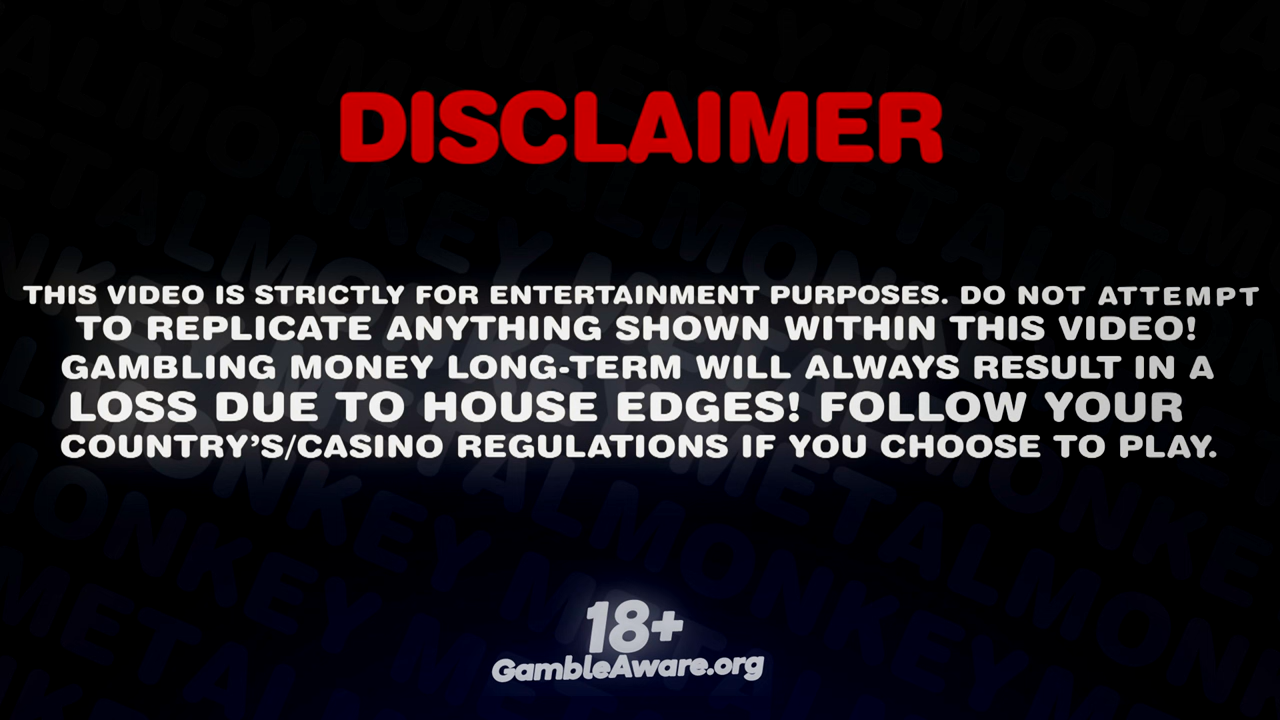 DISCLAIMER
THIS VIDEO IS STRICTLY FOR ENTERTAINMENT PURPOSES. DO NOT ATTEMPT
TO REPLICATE ANYTHING SHOWN WITHIN THIS VIDEO!
GAMBLING MONEY LONG-TERM WILL ALWAYS RESULT IN A
LOSS DUE TO HOUSE EDGES! FOLLOW YOUR
COUNTRY'S/CASINO REGULATIONS IF YOU CHOOSE TO PLAY.
18+
GambleAware.org